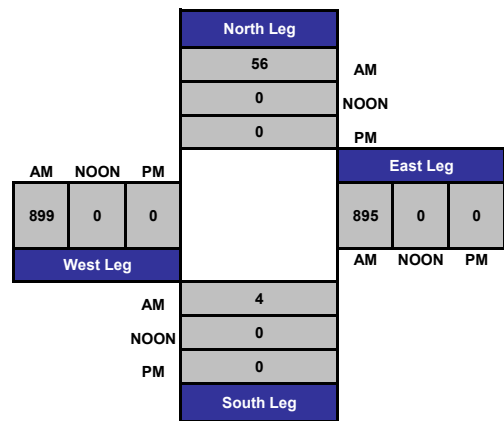 North Leg
56 AM
0 NOON
0 PM
AM NOON PM East Leg
899 0 0 895 0 0
West Leg AM NOON PM
AM 4
NOON 0
PM 0
South Leg